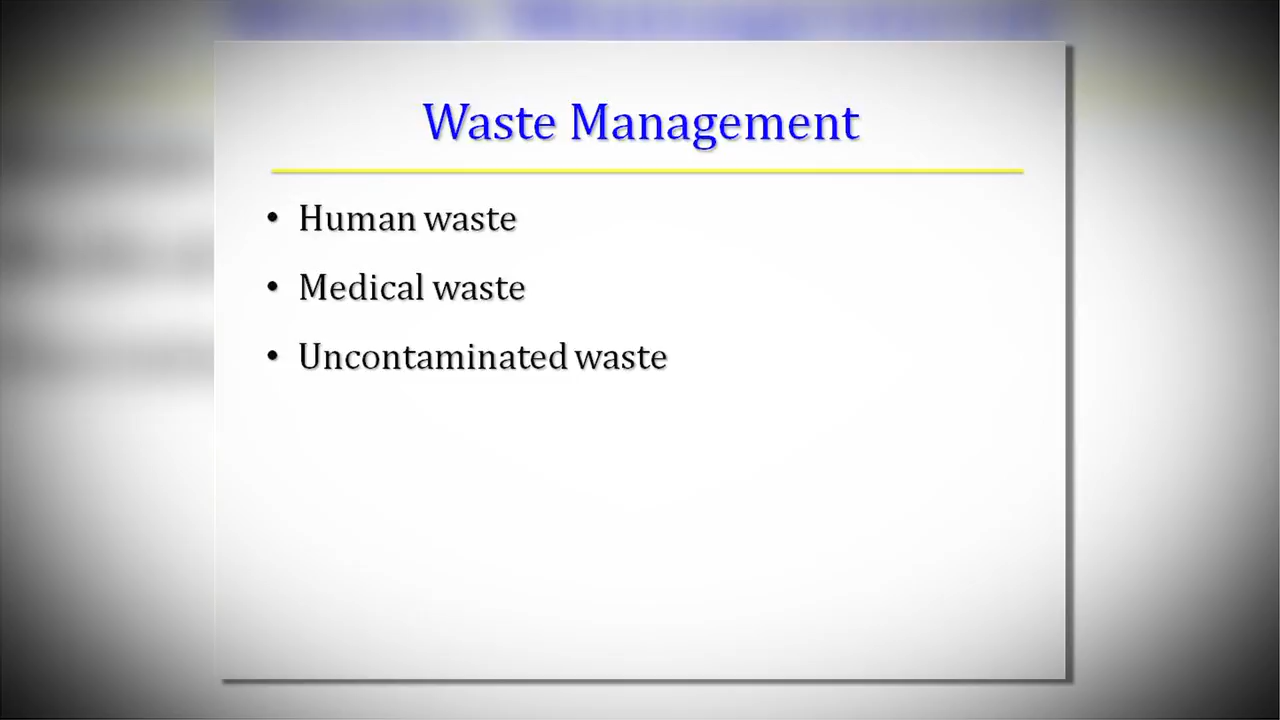 Waste Management
• Human waste
• Medical waste
• Uncontaminated waste